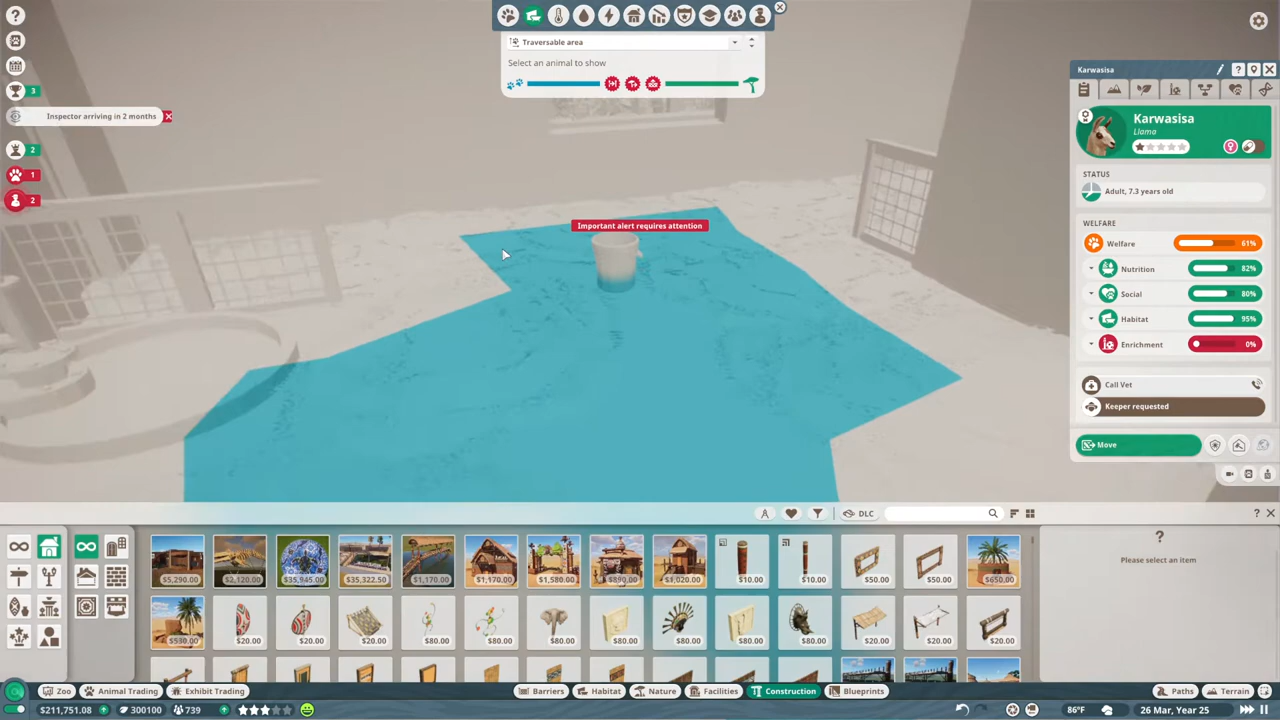 Traversable area
Select an animal to show
3
Inspector arriving in 2 months
2
1
2
Important alert requires attention
Karwasisa
Karwasisa
Llama
STATUS
Adult, 7.3 years old
WELFARE
Welfare 61%
Nutrition 82%
Social 80%
Habitat 95%
Enrichment 0%
Call Vet
Keeper requested
Move
DLC
?
Please select an item
$5,290.00 $2,120.00 $35,945.00 $35,322.50 $1,170.00 $1,170.00 $1,580.00 $890.00 $1,020.00 $10.00 $10.00 $50.00 $50.00 $650.00
$530.00 $20.00 $20.00 $20.00 $80.00 $80.00 $80.00 $80.00 $80.00 $80.00 $80.00 $20.00 $20.00 $20.00
Zoo Animal Trading Exhibit Trading Barriers Habitat Nature Facilities Construction Blueprints Paths Terrain
$211,751.08 300100 739 86°F 26 Mar, Year 25